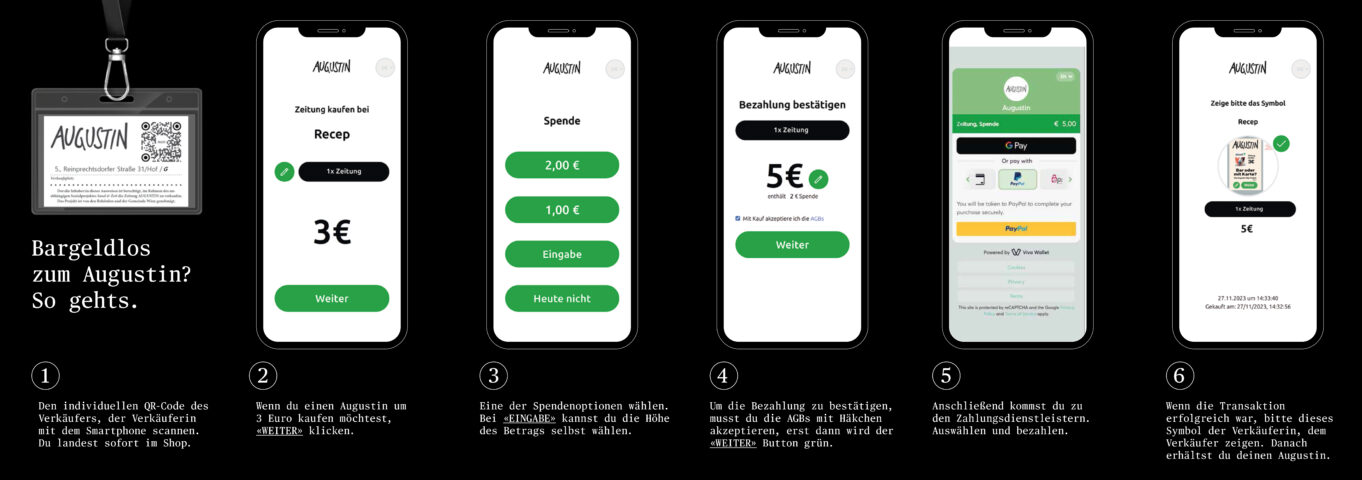 AUGUSTIN
5., Reinprechtsdorfer Straße 31/Hof / G
Verkaufsplatz
Bargeldlos
zum Augustin?
So gehts.
1
Den individuellen QR-Code des
Verkäufers, der Verkäuferin
mit dem Smartphone scannen.
Du landest sofort im Shop.
AUGUSTIN
Zeitung kaufen bei
Recep
1x Zeitung
3€
Weiter
2
Wenn du einen Augustin um
3 Euro kaufen möchtest,
«WEITER» klicken.
AUGUSTIN
Spende
2,00 €
1,00 €
Eingabe
Heute nicht
3
Eine der Spendenoptionen wählen.
Bei «EINGABE» kannst du die Höhe
des Betrags selbst wählen.
AUGUSTIN
Bezahlung bestätigen
1x Zeitung
5€
enthält 2 € Spende
Mit Kauf akzeptiere ich die AGBs
Weiter
4
Um die Bezahlung zu bestätigen,
musst du die AGBs mit Häkchen
akzeptieren, erst dann wird der
«WEITER» Button grün.
EN
AUGUSTIN
Augustin
Zeitung, Spende € 5,00
G Pay
Or pay with
PayPal
You will be taken to PayPal to complete your
purchase securely.
PayPal
Powered by Viva Wallet
Cookies
Privacy
Terms
This site is protected by reCAPTCHA and the Google Privacy
Policy and Terms of Service apply.
5
Anschließend kommst du zu
den Zahlungsdienstleistern.
Auswählen und bezahlen.
AUGUSTIN
Zeige bitte das Symbol
Recep
AUGUSTIN
Bar oder
mit Karte?
1x Zeitung
5€
27.11.2023 um 14:33:40
Gekauft am: 27/11/2023, 14:32:56
6
Wenn die Transaktion
erfolgreich war, bitte dieses
Symbol der Verkäuferin, dem
Verkäufer zeigen. Danach
erhältst du deinen Augustin.